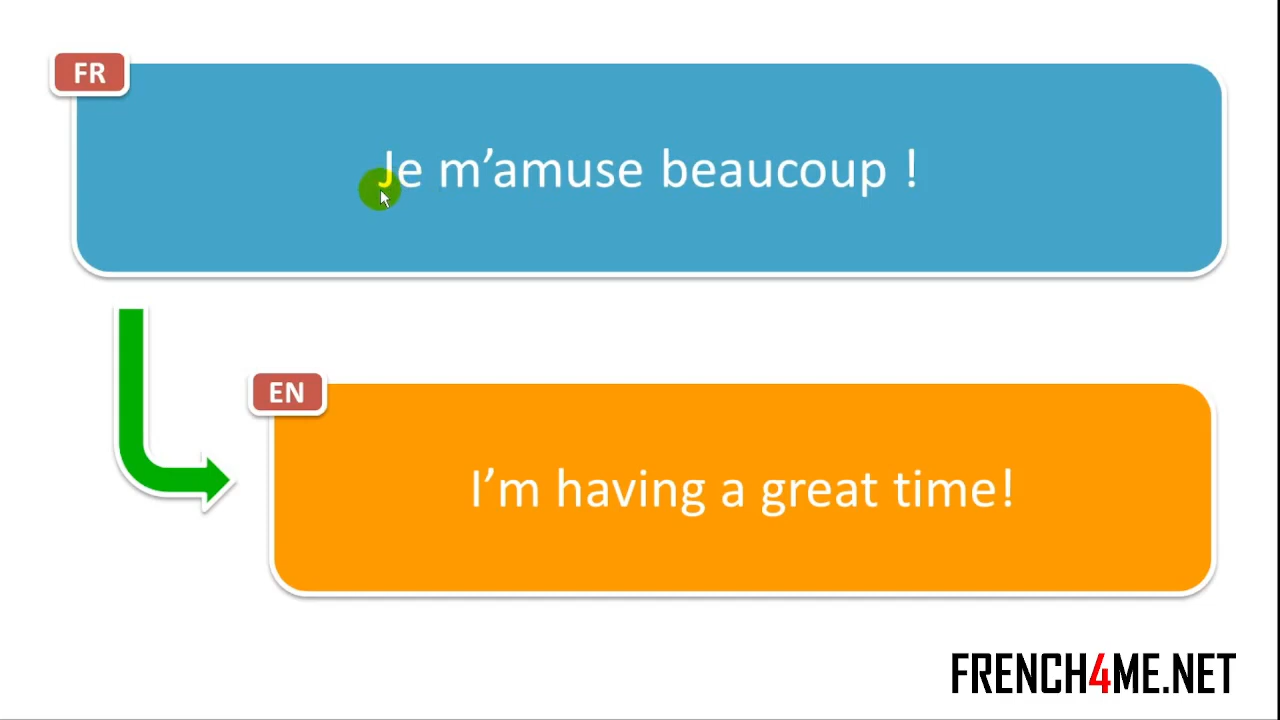 FR
Je m’amuse beaucoup !
EN
I’m having a great time!
FRENCH4ME.NET